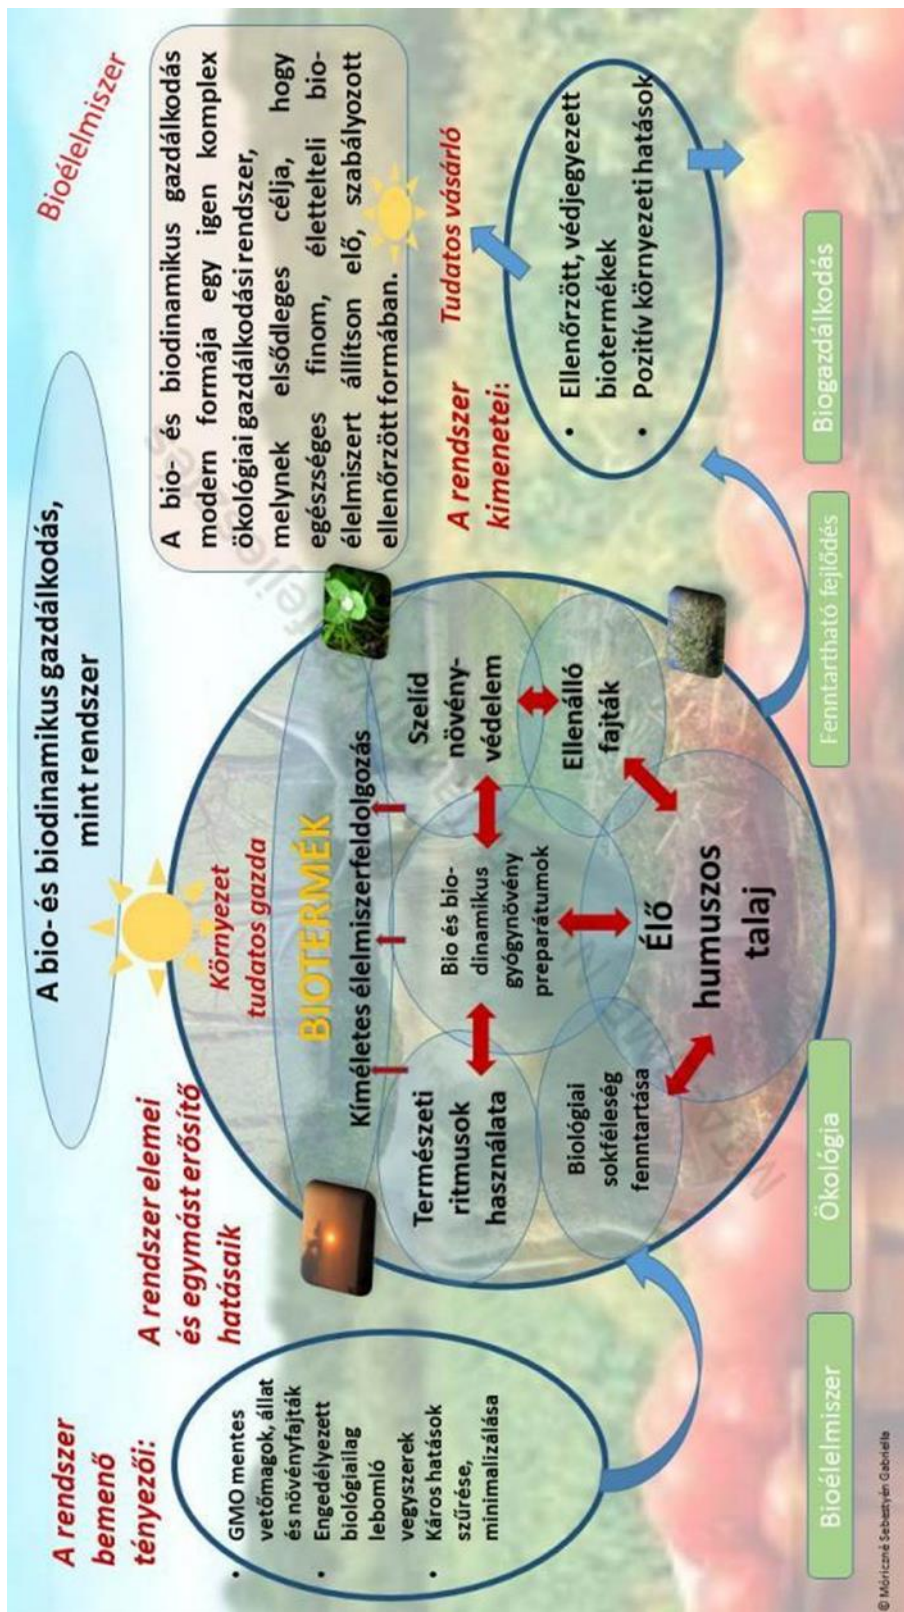 A bio- és biodinamikus gazdálkodás,
mint rendszer
Bioélelmiszer
A rendszer
bemenő
tényezői:
• GMO mentes
vetőmagok, állat
és növényfajták
• Engedélyezett
biológiailag
lebomló
vegyszerek
• Káros hatások
szűrése,
minimalizálása
A rendszer elemei
és egymást erősítő
hatásaik
Környezet
tudatos gazda
BIOTERMÉK
Kíméletes élelmiszerfeldolgozás
Természeti
ritmusok
használata
Bio és bio-
dinamikus
gyógynövény
preparátumok
Szelíd
növény-
védelem
Biológiai
sokféleség
fenntartása
Élő
humuszos
talaj
Ellenálló
fajták
A bio- és biodinamikus gazdálkodás
modern formája egy igen komplex
ökológiai gazdálkodási rendszer,
melynek elsődleges célja, hogy
egészséges finom, élettelteli bio-
élelmiszert állítson elő, szabályozott
ellenőrzött formában.
A rendszer
kimenetei:
Tudatos vásárló
• Ellenőrzött, védjegyezett
biotermékek
• Pozitív környezeti hatások
Bioélelmiszer
Ökológia
Fenntartható fejlődés
Biogazdálkodás
© Móriczné Sebestyén Gabriella